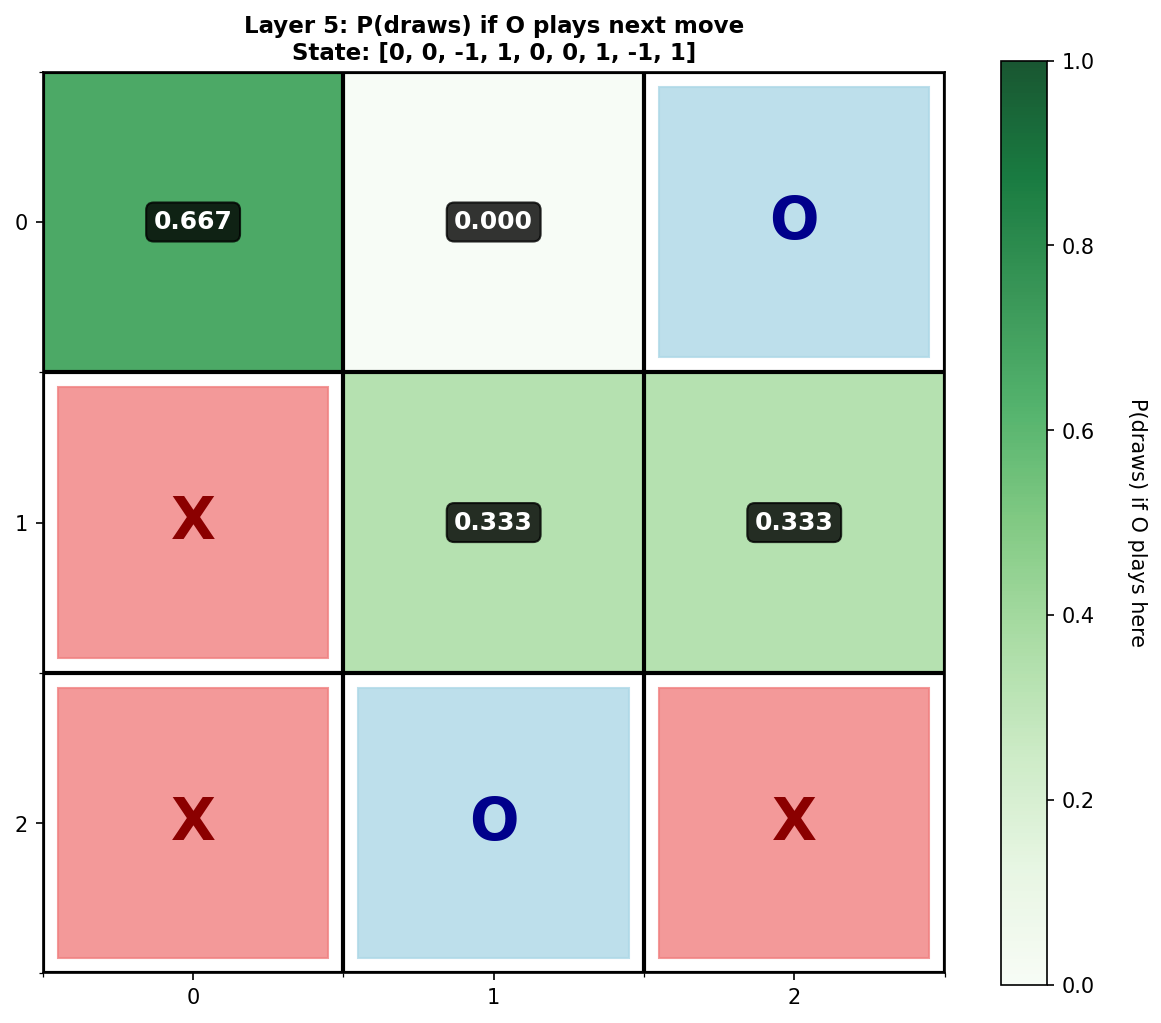 Layer 5: P(draws) if O plays next move
State: [0, 0, -1, 1, 0, 0, 1, -1, 1]
0
0.667
0.000
O
1
X
0.333
0.333
2
X
O
X
0
1
2
1.0
0.8
0.6
0.4
0.2
0.0
P(draws) if O plays here